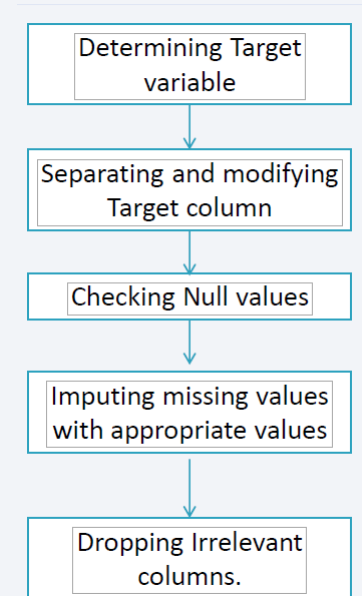 Determining Target
variable
Separating and modifying
Target column
Checking Null values
Imputing missing values
with appropriate values
Dropping Irrelevant
columns.